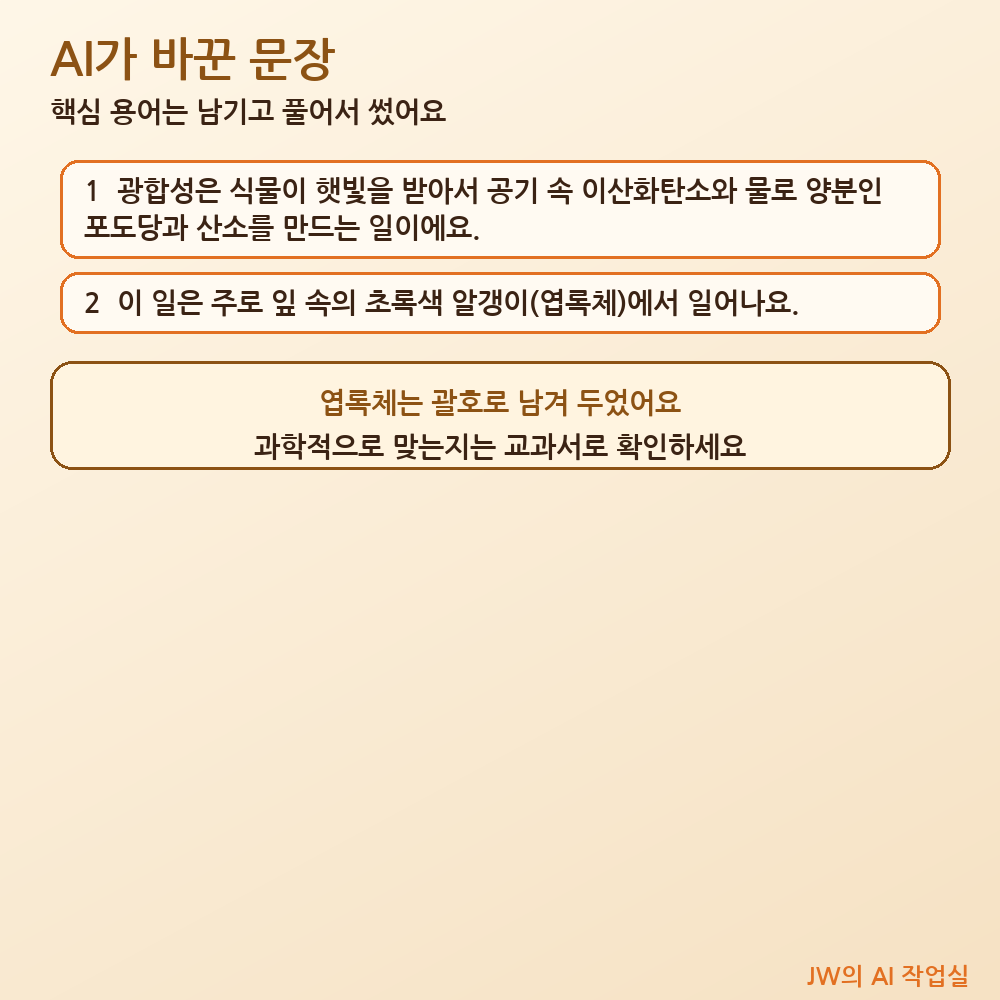 AI가 바꾼 문장
핵심 용어는 남기고 풀어서 썼어요
1 광합성은 식물이 햇빛을 받아서 공기 속 이산화탄소와 물로 양분인
포도당과 산소를 만드는 일이에요.
2 이 일은 주로 잎 속의 초록색 알갱이(엽록체)에서 일어나요.
엽록체는 괄호로 남겨 두었어요
과학적으로 맞는지는 교과서로 확인하세요
JW의 AI 작업실